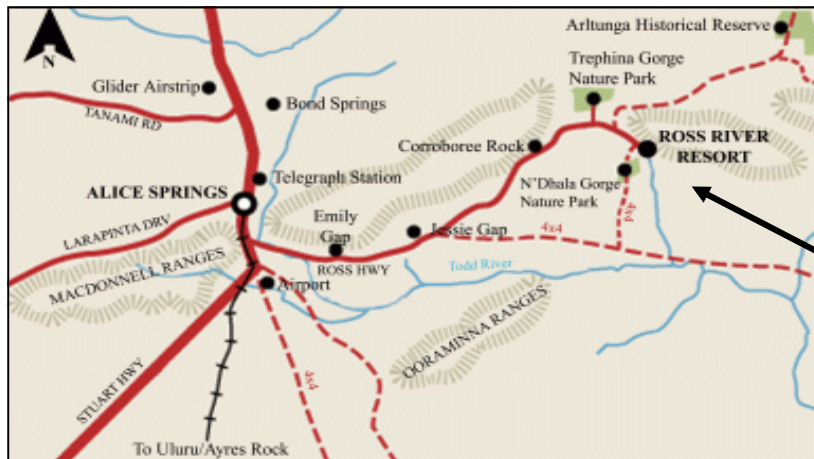 Arltunga Historical Reserve
Trephina Gorge
Nature Park
N
Glider Airstrip
Bond Springs
TANAMI RD
Corroboree Rock
ROSS RIVER
RESORT
Telegraph Station
N'Dhala Gorge
Nature Park
4x4
ALICE SPRINGS
LARAPINTA DRV
Emily
Gap
Jessie Gap
4x4
ROSS HWY
MACDONNELL RANGES
Todd River
Airport
OORAMINNA RANGES
4x4
STUART HWY
To Uluru/Ayres Rock